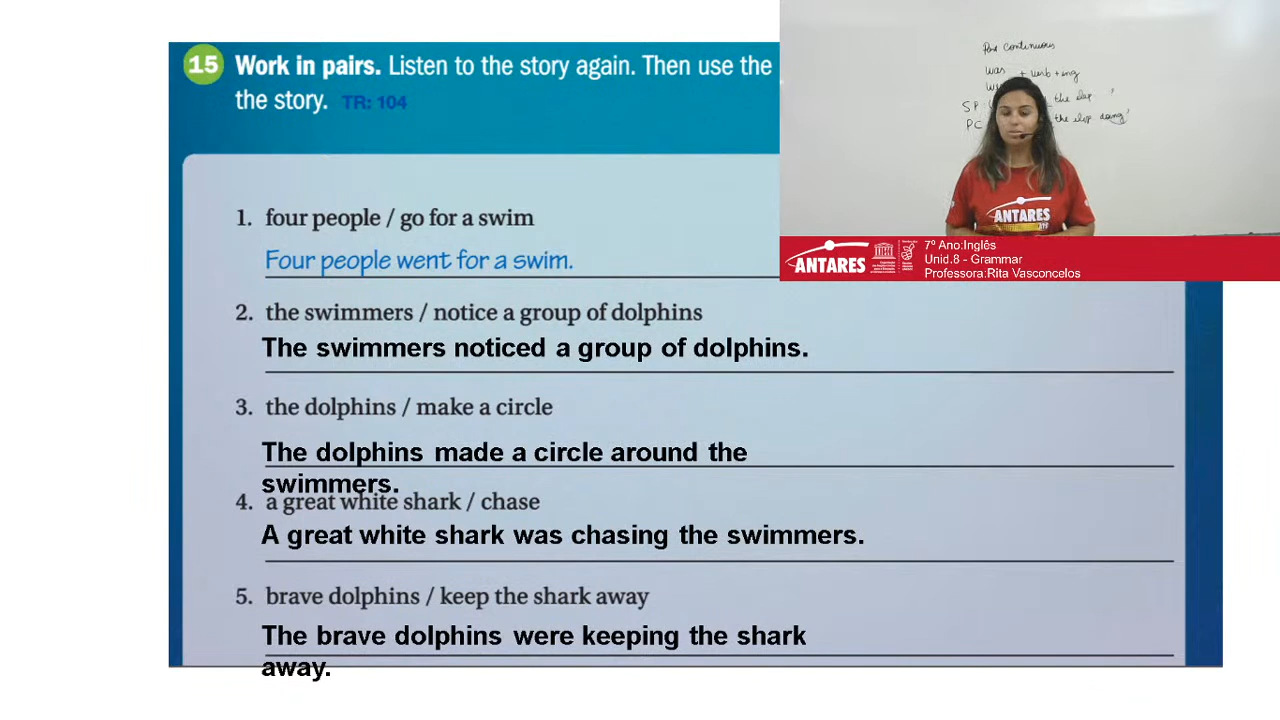 15 Work in pairs. Listen to the story again. Then use the
the story. TR: 104
1. four people / go for a swim
Four people went for a swim.
2. the swimmers / notice a group of dolphins
The swimmers noticed a group of dolphins.
3. the dolphins / make a circle
The dolphins made a circle around the
swimmers.
4. a great white shark / chase
A great white shark was chasing the swimmers.
5. brave dolphins / keep the shark away
The brave dolphins were keeping the shark
away.
continuous
was + verb + ing
SP the
PC the
ANTARES
ANTARES
7º Ano:Inglês
Unid.8 - Grammar
Professora:Rita Vasconcelos